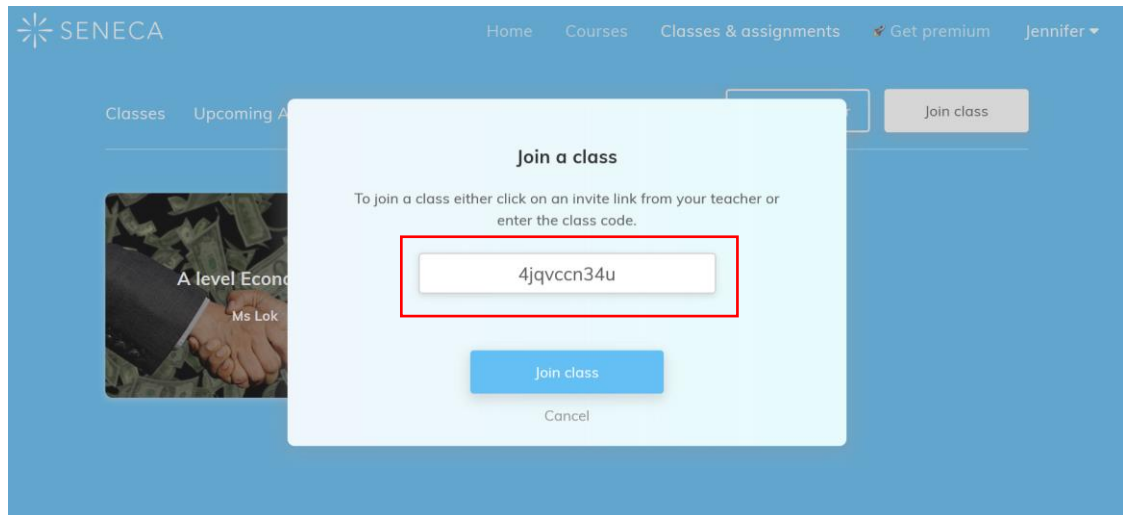 SENECA
Home Courses Classes & assignments Get premium Jennifer
Classes Upcoming A
Join class
Join a class
To join a class either click on an invite link from your teacher or
enter the class code.
4jqvccn34u
A level Econo
Ms Lok
Join class
Cancel